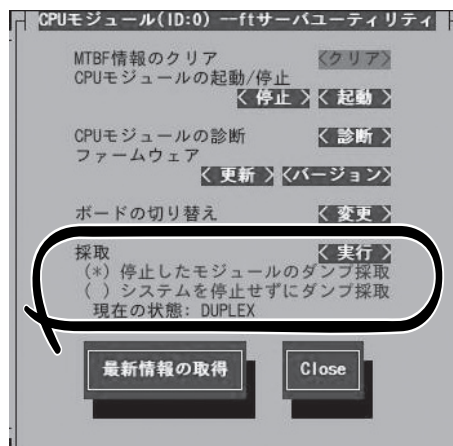 CPUモジュール(ID:0) --ftサーバユーティリティ
MTBF情報のクリア <クリア>
CPUモジュールの起動/停止
<停止> <起動>
CPUモジュールの診断 <診断>
ファームウェア
<更新> <バージョン>
ボードの切り替え <変更>
採取 <実行>
(*) 停止したモジュールのダンプ採取
( ) システムを停止せずにダンプ採取
現在の状態: DUPLEX
最新情報の取得 Close